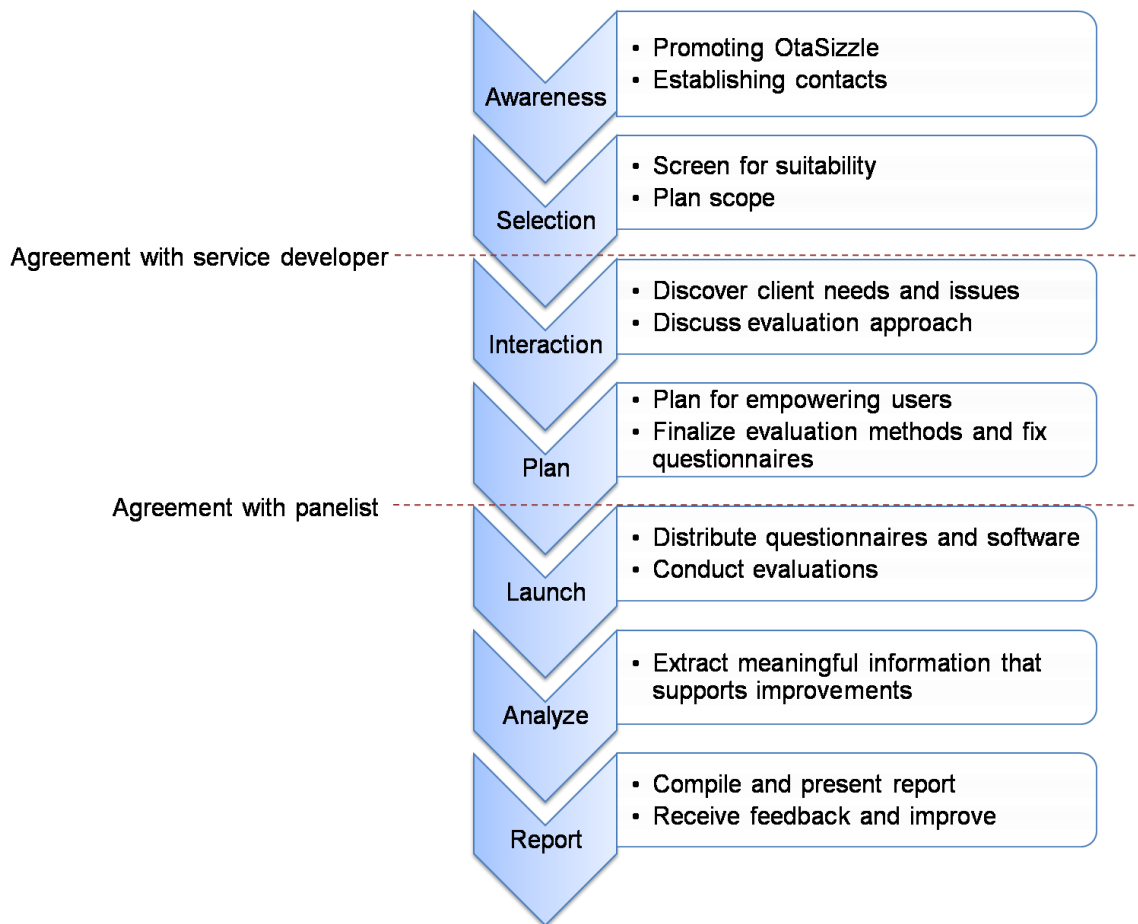 Awareness
• Promoting OtaSizzle
• Establishing contacts
Selection
• Screen for suitability
• Plan scope
Agreement with service developer
Interaction
• Discover client needs and issues
• Discuss evaluation approach
Plan
• Plan for empowering users
• Finalize evaluation methods and fix
questionnaires
Agreement with panelist
Launch
• Distribute questionnaires and software
• Conduct evaluations
Analyze
• Extract meaningful information that
supports improvements
Report
• Compile and present report
• Receive feedback and improve